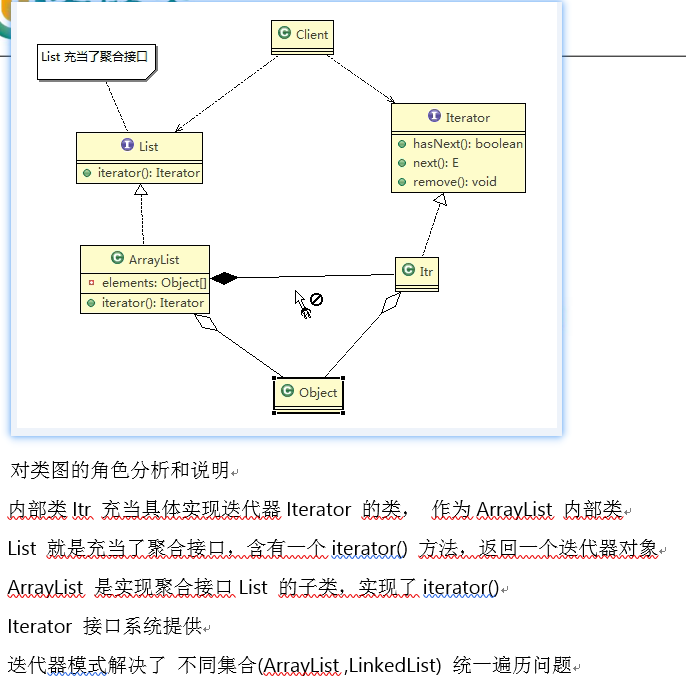 Client
List 充当了聚合接口
Iterator
hasNext(): boolean
next(): E
remove(): void
List
iterator(): Iterator
ArrayList
elements: Object[]
iterator(): Iterator
Itr
Object
对类图的角色分析和说明
内部类 Itr 充当具体实现迭代器 Iterator 的类， 作为 ArrayList 内部类
List 就是充当了聚合接口，含有一个 iterator() 方法，返回一个迭代器对象
ArrayList 是实现聚合接口 List 的子类，实现了 iterator()
Iterator 接口系统提供
迭代器模式解决了 不同集合(ArrayList ,LinkedList) 统一遍历问题